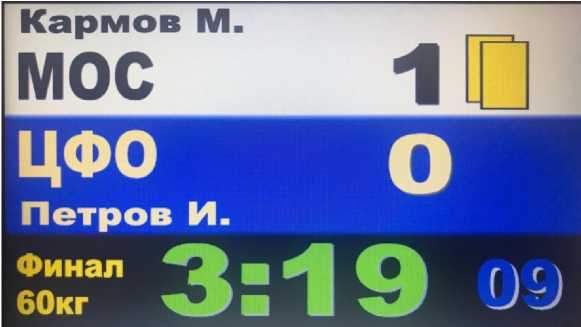 Кармов М.
МОС 1
ЦФО 0
Петров И.
Финал 3:19 09
60кг